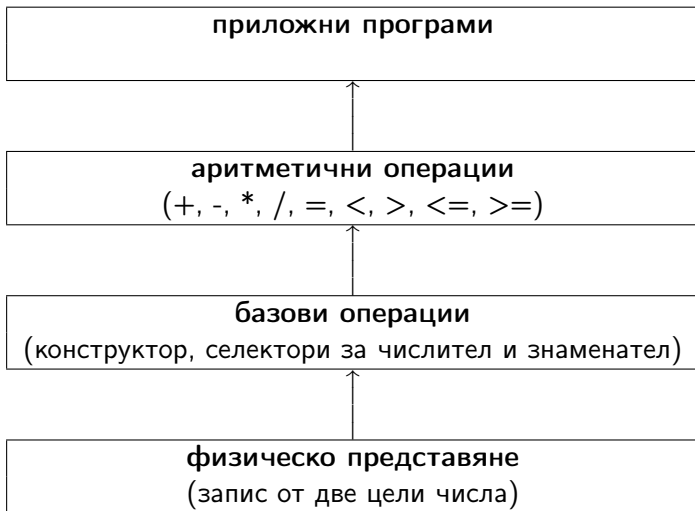 приложни програми
аритметични операции
(+, -, *, /, =, <, >, <=, >=)
базови операции
(конструктор, селектори за числител и знаменател)
физическо представяне
(запис от две цели числа)